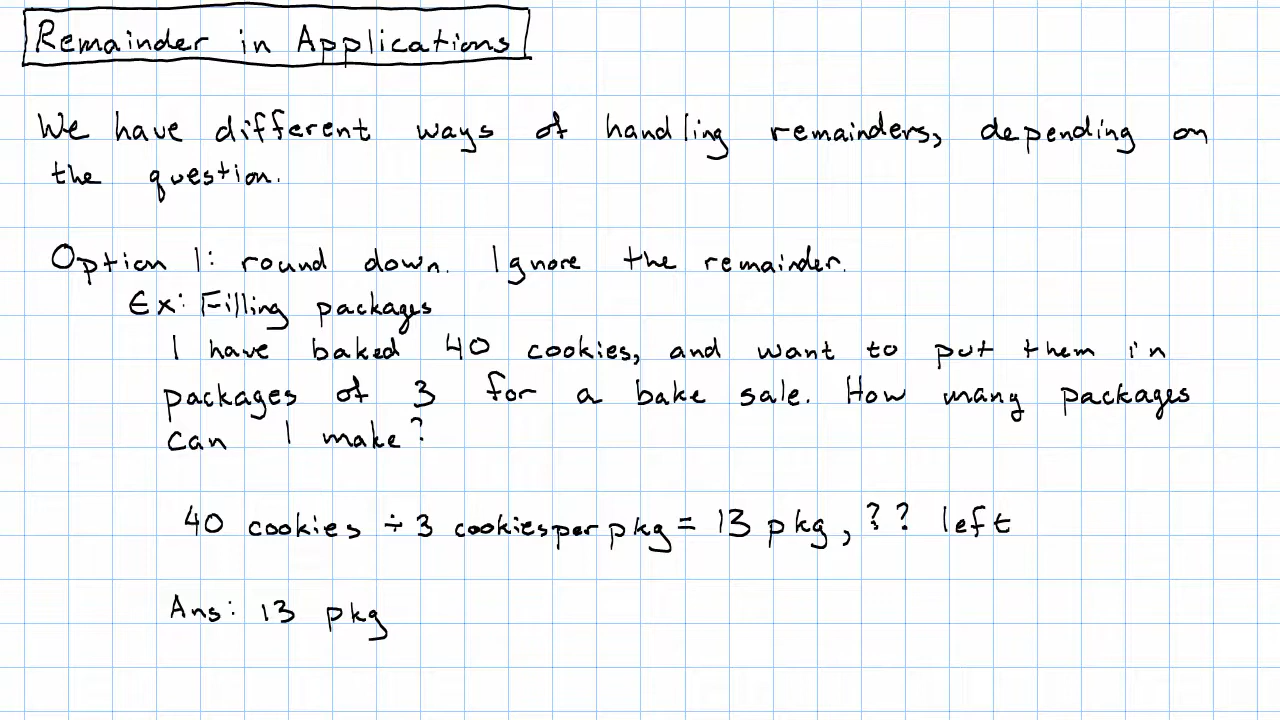 Remainder in Applications
We have different ways of handling remainders, depending on
the question.
Option 1: round down. Ignore the remainder.
Ex: Filling packages
I have baked 40 cookies, and want to put them in
packages of 3 for a bake sale. How many packages
can I make?
40 cookies ÷ 3 cookies per pkg = 13 pkg, ?? left
Ans: 13 pkg